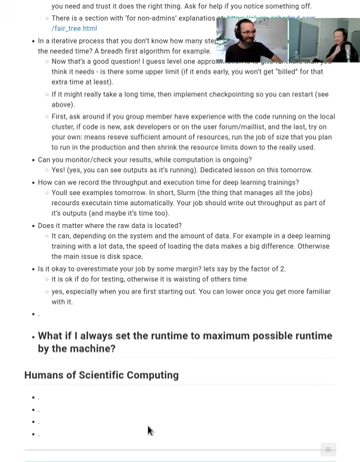 you need and trust it does the right thing. Ask for help if you notice something off.
There is a section with 'for non-admins' explanation
/fair_tree.html
In a iterative process that you don't know how many step
the needed time? A breadth first algorithm for example.
Now that's a good question! I guess level one
think it needs - is there some upper limit (if it ends early, you won't get "billed" for that
extra time at least).
If it might really take a long time, then implement checkpointing so you can restart (see
above).
First, ask around if you group member have experience with the code running on the local
cluster, if code is new, ask developers or on the user forum/maillist, and the last, try on
your own: means reseve sufficient amount of resources, run the job of size that you plan
to run in the production and then shrink the resource limits down to the really used.
Can you monitor/check your results, while computation is ongoing?
Yes! (yes, you can see outputs as it's running). Dedicated lesson on this tomorrow.
How can we record the throughput and execution time for deep learning trainings?
Youll see examples tomorrow. In short, Slurm (the thing that manages all the jobs)
recourds executain time automatically. Your job should write out throughput as part of
it's outputs (and maybe it's time too).
Does it matter where the raw data is located?
It can, depending on the system and the amount of data. For example in a deep learning
training with a lot data, the speed of loading the data makes a big difference. Otherwise
the main issue is disk space.
Is it okay to overestimate your job by some margin? lets say by the factor of 2.
it is ok if do for testing, otherwise it is waisting of others time
yes, especially when you are first starting out. You can lower once you get more familiar
with it.
.
What if I always set the runtime to maximum possible runtime
by the machine?
Humans of Scientific Computing
.
.
.
.